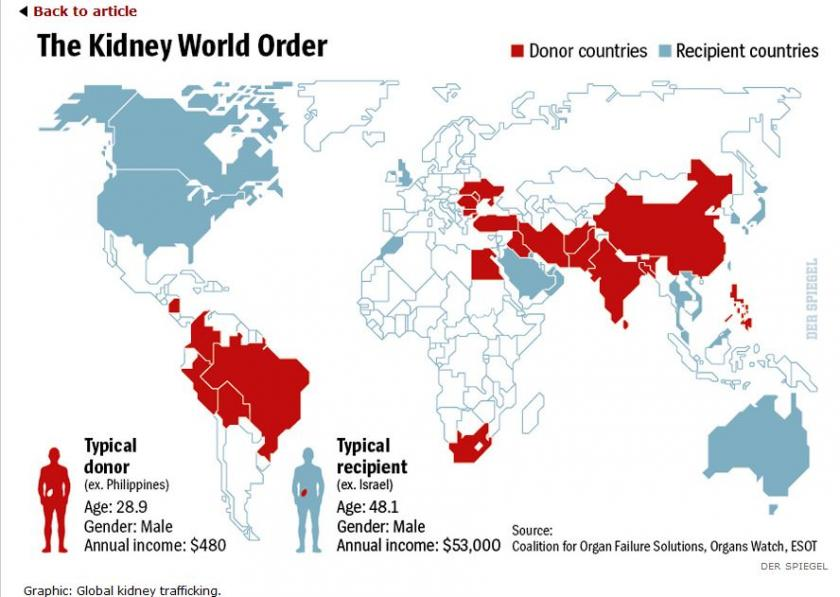 Back to article
The Kidney World Order
Donor countries
Recipient countries
DER SPIEGEL
Typical
donor
(ex. Philippines)
Age: 28.9
Gender: Male
Annual income: $480
Typical
recipient
(ex. Israel)
Age: 48.1
Gender: Male
Annual income: $53,000
Source:
Coalition for Organ Failure Solutions, Organs Watch, ESOT
DER SPIEGEL
Graphic: Global kidney trafficking.